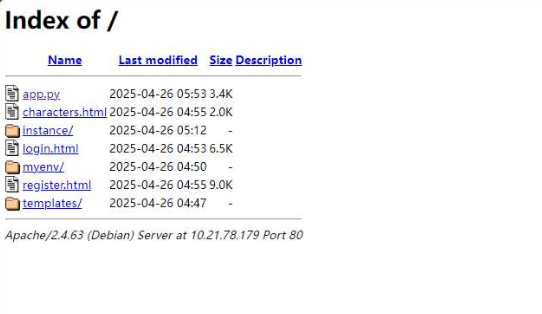 Index of /
Name Last modified Size Description
app.py 2025-04-26 05:53 3.4K
characters.html 2025-04-26 04:55 2.0K
instance/ 2025-04-26 05:12 -
login.html 2025-04-26 04:53 6.5K
myenv/ 2025-04-26 04:50 -
register.html 2025-04-26 04:55 9.0K
templates/ 2025-04-26 04:47 -
Apache/2.4.63 (Debian) Server at 10.21.78.179 Port 80